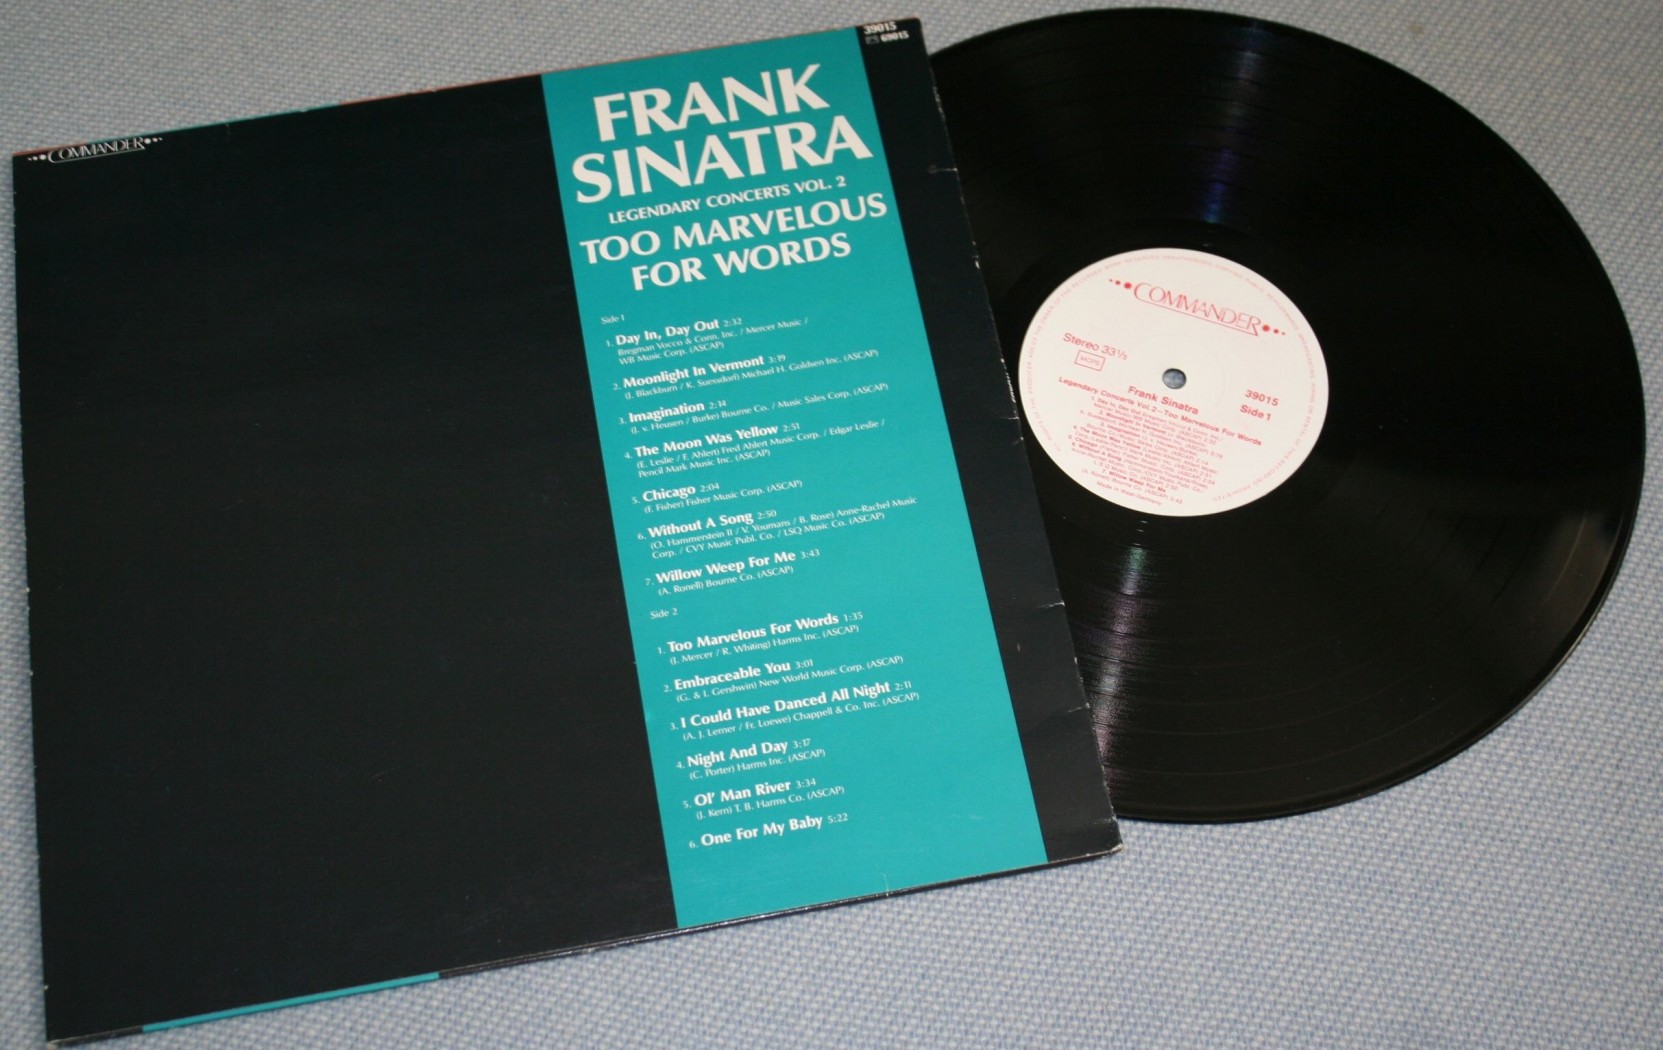 COMMANDER
39015
69015
FRANK
SINATRA
LEGENDARY CONCERTS VOL. 2
TOO MARVELOUS
FOR WORDS
Side 1
1. Day In, Day Out 2:32
Bregman Vocco & Conn. Inc. / Mercer Music /
WB Music Corp. (ASCAP)
2. Moonlight In Vermont 3:19
(J. Blackburn / K. Suessdorf) Michael H. Goldsen Inc. (ASCAP)
3. Imagination 2:14
(J. v. Heusen / Burke) Bourne Co. / Music Sales Corp. (ASCAP)
4. The Moon Was Yellow 2:51
(E. Leslie / F. Ahlert) Fred Ahlert Music Corp. / Edgar Leslie /
Pencil Mark Music Inc. (ASCAP)
5. Chicago 2:04
(F. Fisher) Fisher Music Corp. (ASCAP)
6. Without A Song 2:50
(O. Hammerstein II / V. Youmans / B. Rose) Anne-Rachel Music
Corp. / CVY Music Publ. Co. / LSQ Music Co. (ASCAP)
7. Willow Weep For Me 3:43
(A. Ronell) Bourne Co. (ASCAP)
Side 2
1. Too Marvelous For Words 1:35
(J. Mercer / R. Whiting) Harms Inc. (ASCAP)
2. Embraceable You 3:01
(G. & I. Gershwin) New World Music Corp. (ASCAP)
3. I Could Have Danced All Night 2:11
(A. J. Lerner / Fr. Loewe) Chappell & Co. Inc. (ASCAP)
4. Night And Day 3:17
(C. Porter) Harms Inc. (ASCAP)
5. Ol' Man River 3:34
(J. Kern) T. B. Harms Co. (ASCAP)
6. One For My Baby 5:22
COMMANDER
Stereo 33 1/3
MCPS
39015
Side 1
Frank Sinatra
Legendary Concerts Vol. 2 – Too Marvelous For Words
Made in West-Germany